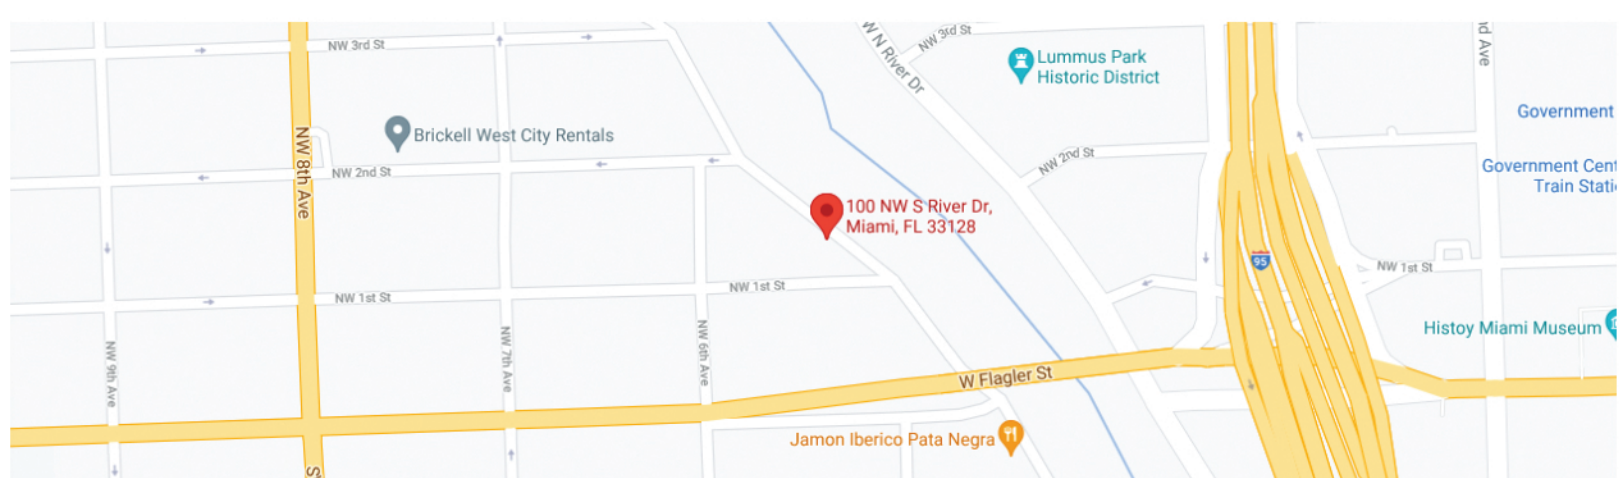 NW 3rd St
W N River Dr
NW 3rd St
Lummus Park
Historic District
d Ave
Government
Brickell West City Rentals
NW 8th Ave
NW 2nd St
NW 2nd St
Government Cent
Train Statio
100 NW S River Dr,
Miami, FL 33128
95
NW 1st St
NW 1st St
NW 1st St
Histoy Miami Museum
NW 9th Ave
NW 7th Ave
NW 6th Ave
W Flagler St
Jamon Iberico Pata Negra
S